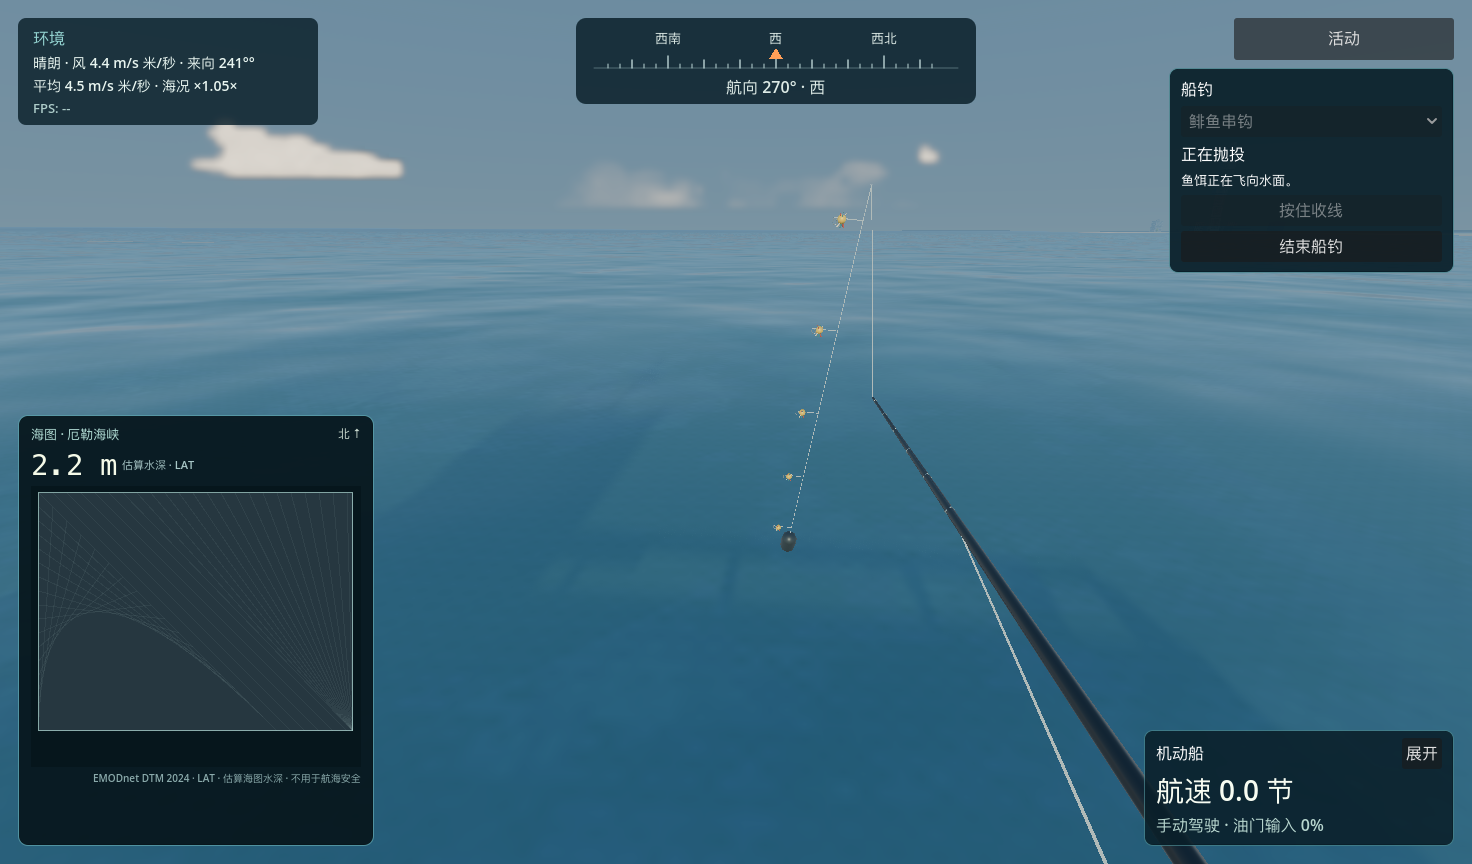 环境
晴朗 · 风 4.4 m/s 米/秒 · 来向 241°°
平均 4.5 m/s 米/秒 · 海况 ×1.05×
FPS: --
西南 西 西北
航向 270° · 西
活动
船钓
鲱鱼串钩
正在抛投
鱼饵正在飞向水面。
按住收线
结束船钓
海图 · 厄勒海峡 北 ↑
2.2 m 估算水深 · LAT
EMODnet DTM 2024 · LAT · 估算海图水深 · 不用于航海安全
机动船 展开
航速 0.0 节
手动驾驶 · 油门输入 0%